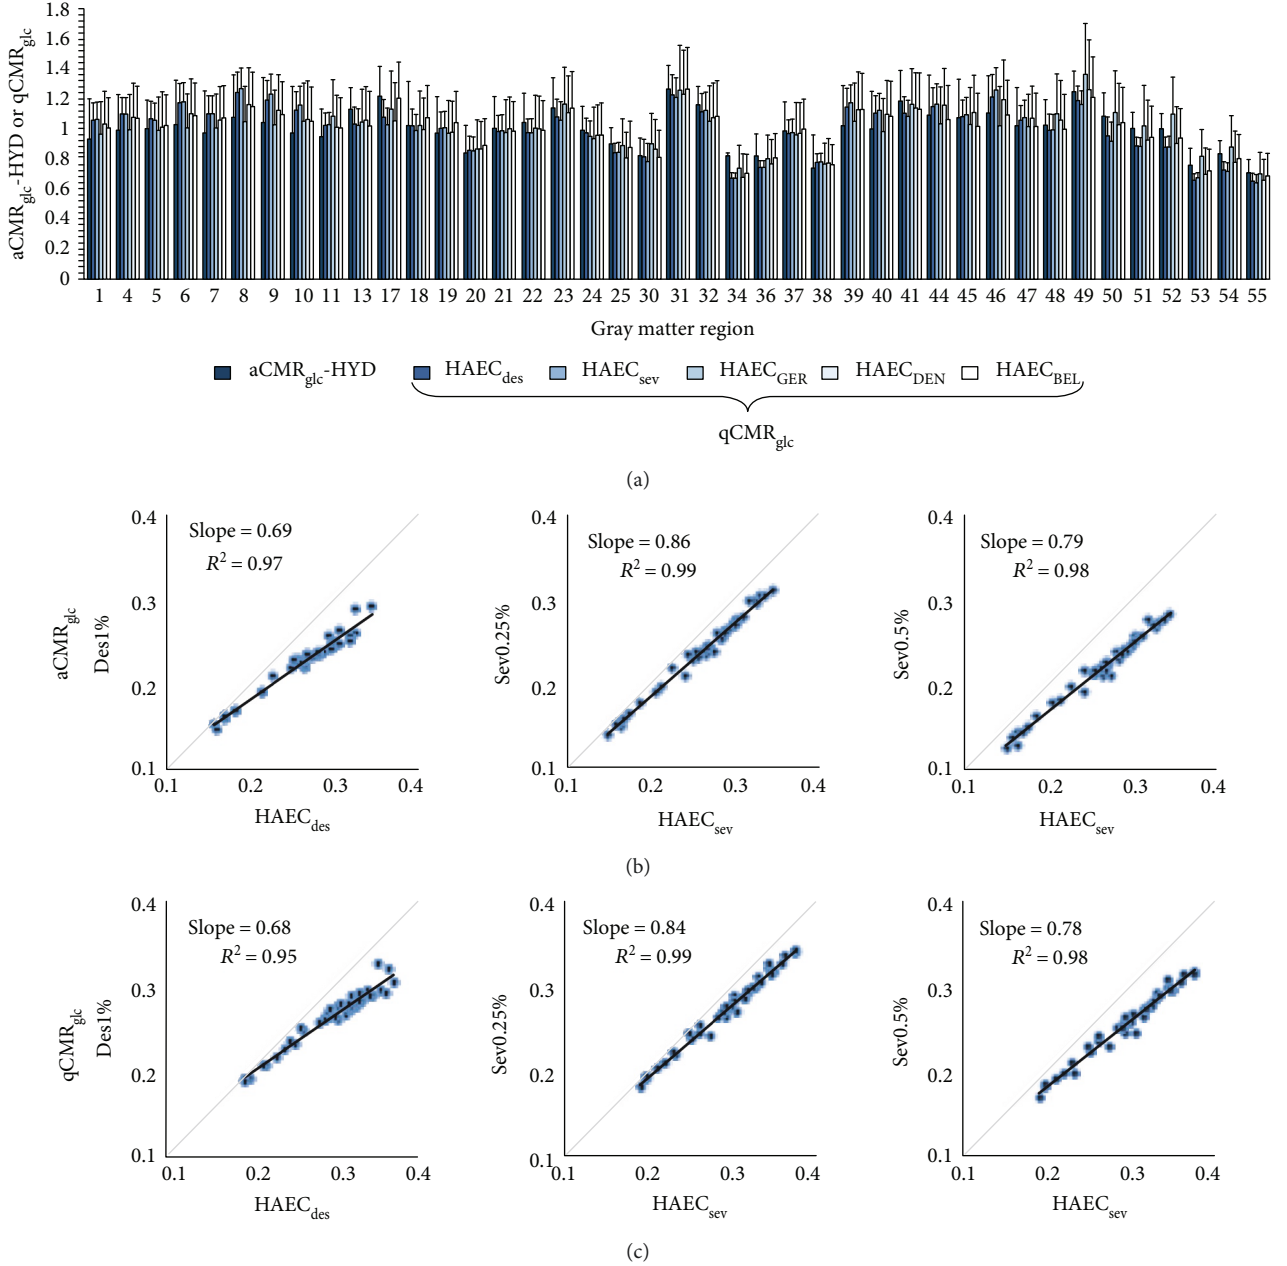 aCMRglc-HYD or qCMRglc
1.8
1.6
1.4
1.2
1
0.8
0.6
0.4
0.2
0
1 4 5 6 7 8 9 10 11 13 17 18 19 20 21 22 23 24 25 30 31 32 34 36 37 38 39 40 41 44 45 46 47 48 49 50 51 52 53 54 55
Gray matter region
aCMRglc-HYD HAECdes HAECsev HAECGER HAECDEN HAECBEL
qCMRglc
(a)
aCMRglc
Des1%
0.4
0.3
0.2
0.1
Slope = 0.69
R² = 0.97
0.1 0.2 0.3 0.4
HAECdes
Sev0.25%
0.4
0.3
0.2
0.1
Slope = 0.86
R² = 0.99
0.1 0.2 0.3 0.4
HAECsev
Sev0.5%
0.4
0.3
0.2
0.1
Slope = 0.79
R² = 0.98
0.1 0.2 0.3 0.4
HAECsev
(b)
qCMRglc
Des1%
0.4
0.3
0.2
0.1
Slope = 0.68
R² = 0.95
0.1 0.2 0.3 0.4
HAECdes
Sev0.25%
0.4
0.3
0.2
0.1
Slope = 0.84
R² = 0.99
0.1 0.2 0.3 0.4
HAECsev
Sev0.5%
0.4
0.3
0.2
0.1
Slope = 0.78
R² = 0.98
0.1 0.2 0.3 0.4
HAECsev
(c)